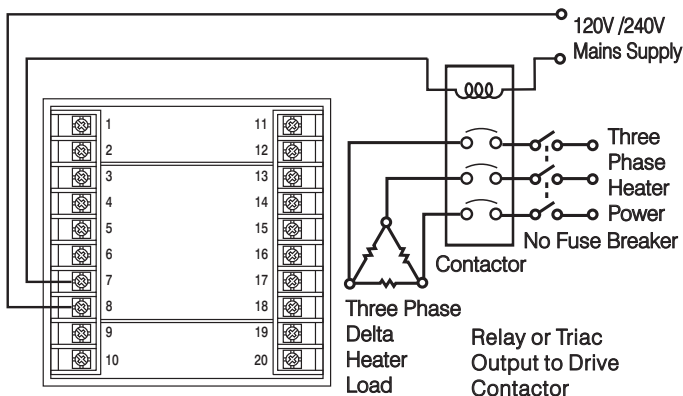 120V /240V
Mains Supply
1
2
3
4
5
6
7
8
9
10
11
12
13
14
15
16
17
18
19
20
Three
Phase
Heater
Power
No Fuse Breaker
Contactor
Three Phase
Delta
Heater
Load
Relay or Triac
Output to Drive
Contactor